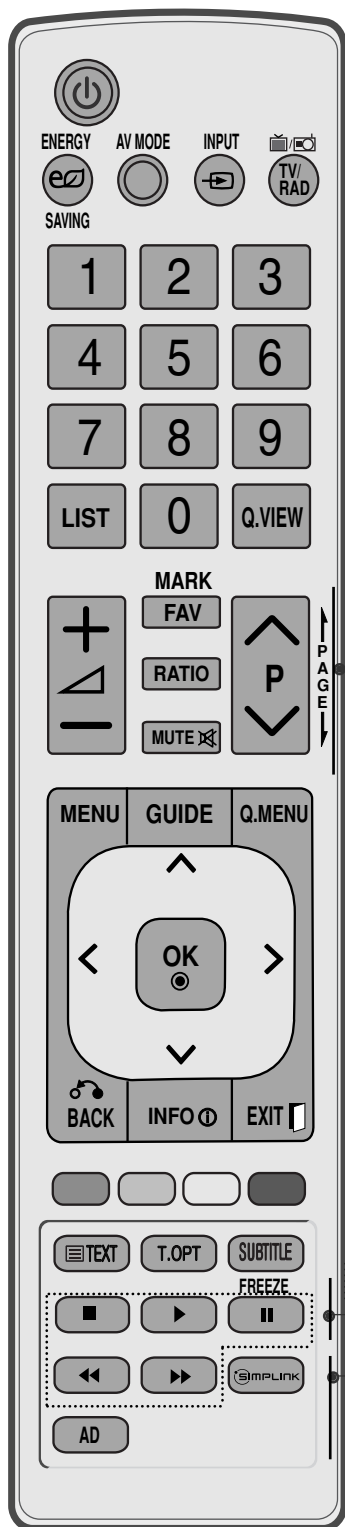 ENERGY AV MODE INPUT
TV/
RAD
SAVING
1 2 3
4 5 6
7 8 9
LIST 0 Q.VIEW
MARK
FAV
P
RATIO
MUTE
PAGE
MENU GUIDE Q.MENU
OK
BACK INFO EXIT
TEXT T.OPT SUBTITLE
FREEZE
SIMPLINK
AD